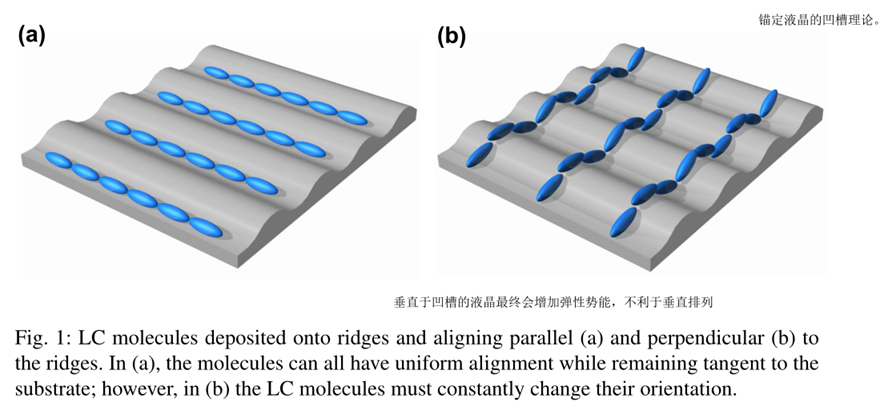 锚定液晶的凹槽理论。
(a)
(b)
垂直于凹槽的液晶最终会增加弹性势能，不利于垂直排列
Fig. 1: LC molecules deposited onto ridges and aligning parallel (a) and perpendicular (b) to
the ridges. In (a), the molecules can all have uniform alignment while remaining tangent to the
substrate; however, in (b) the LC molecules must constantly change their orientation.